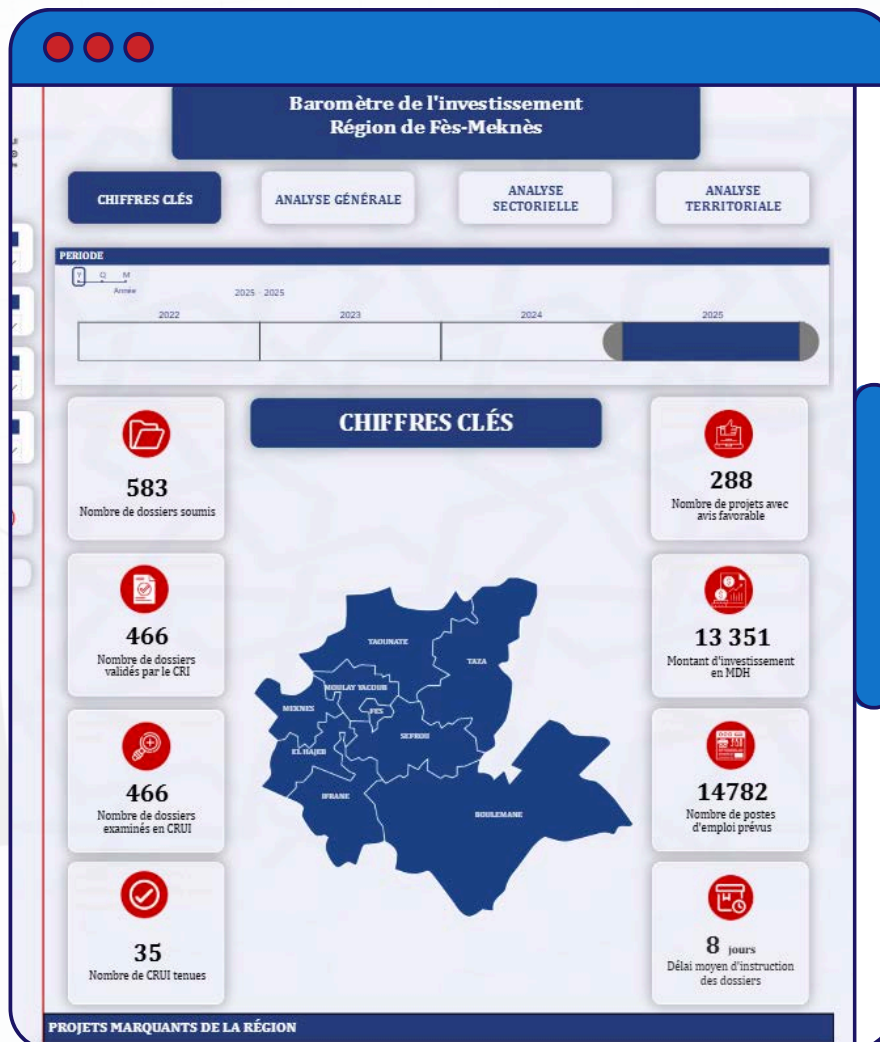 Baromètre de l'investissement
Région de Fès-Meknès
CHIFFRES CLÉS
ANALYSE GÉNÉRALE
ANALYSE
SECTORIELLE
ANALYSE
TERRITORIALE
PERIODE
Y Q M
Année
2025 - 2025
2022 2023 2024 2025
CHIFFRES CLÉS
583
Nombre de dossiers soumis
466
Nombre de dossiers
validés par le CRI
466
Nombre de dossiers
examinés en CRUI
35
Nombre de CRUI tenues
TAOUNATE
TAZA
MOULAY YACOUB
MEKNES
FES
SEFROU
EL HAJEB
IFRANE
BOULEMANE
288
Nombre de projets avec
avis favorable
13 351
Montant d'investissement
en MDH
14782
Nombre de postes
d'emploi prévus
8 jours
Délai moyen d'instruction
des dossiers
PROJETS MARQUANTS DE LA RÉGION